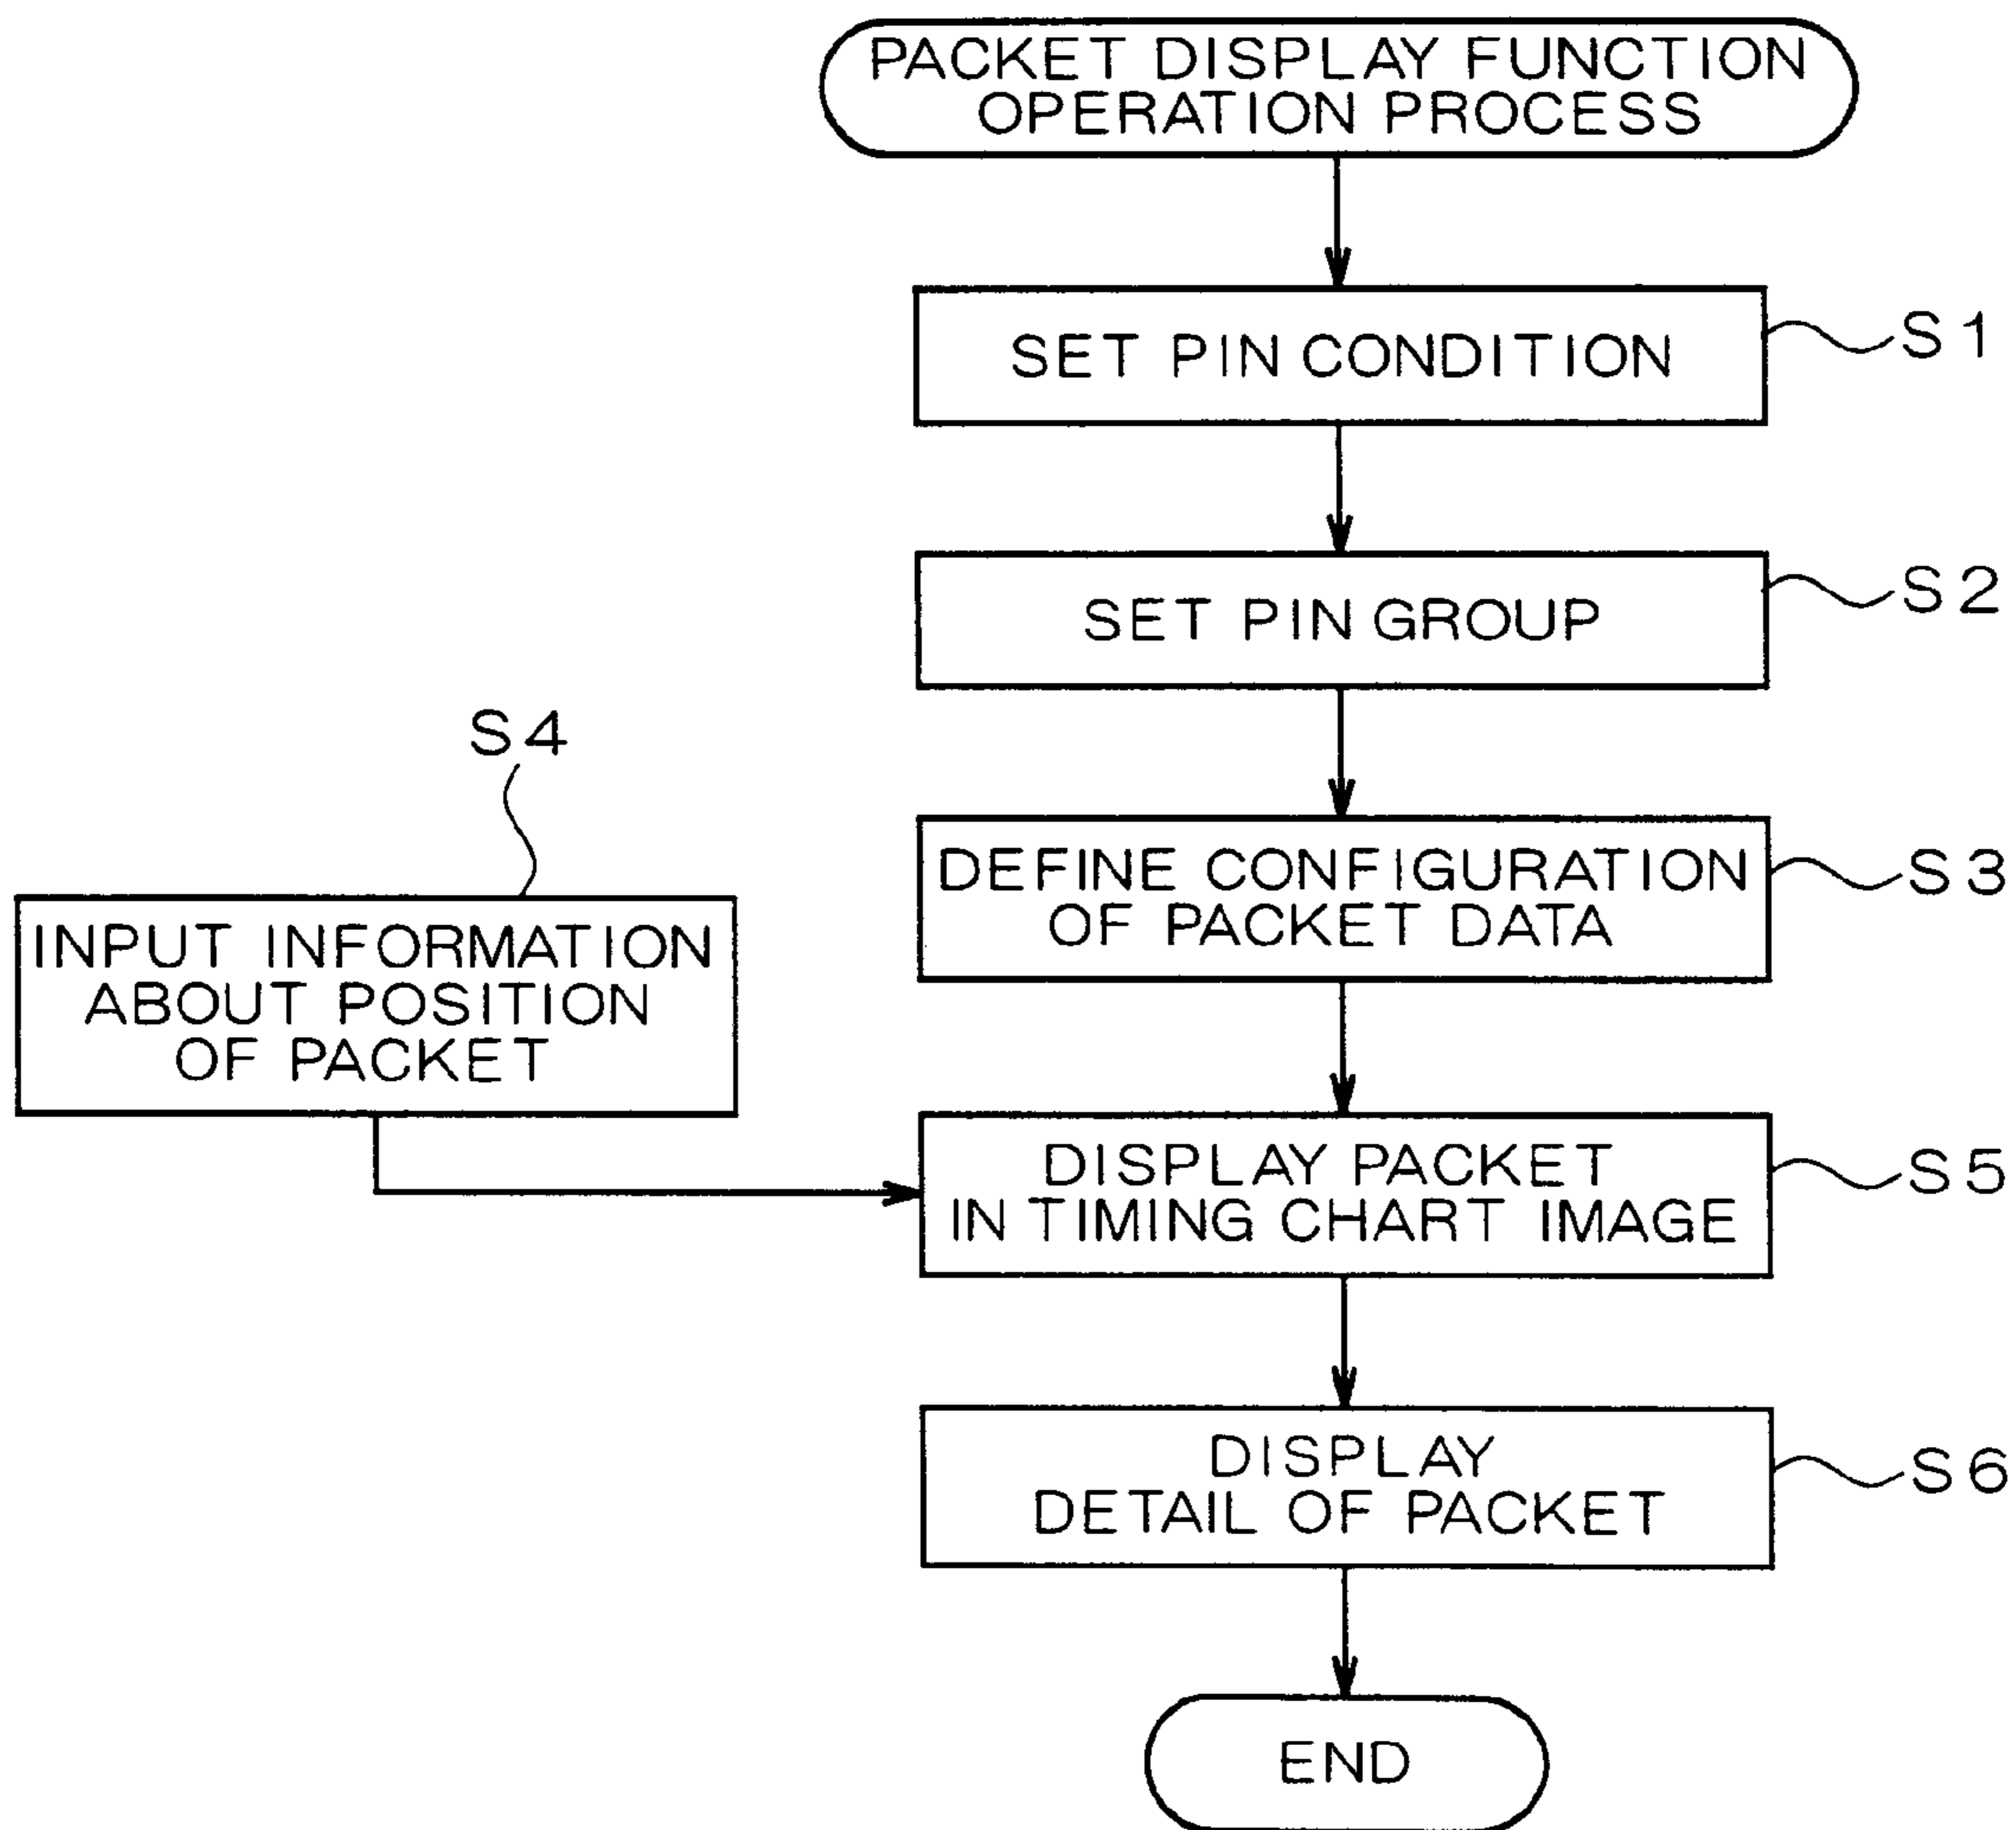 PACKET DISPLAY FUNCTION
OPERATION PROCESS
SET PIN CONDITION
S1
SET PIN GROUP
S2
DEFINE CONFIGURATION
OF PACKET DATA
S3
S4
INPUT INFORMATION
ABOUT POSITION
OF PACKET
DISPLAY PACKET
IN TIMING CHART IMAGE
S5
DISPLAY
DETAIL OF PACKET
S6
END